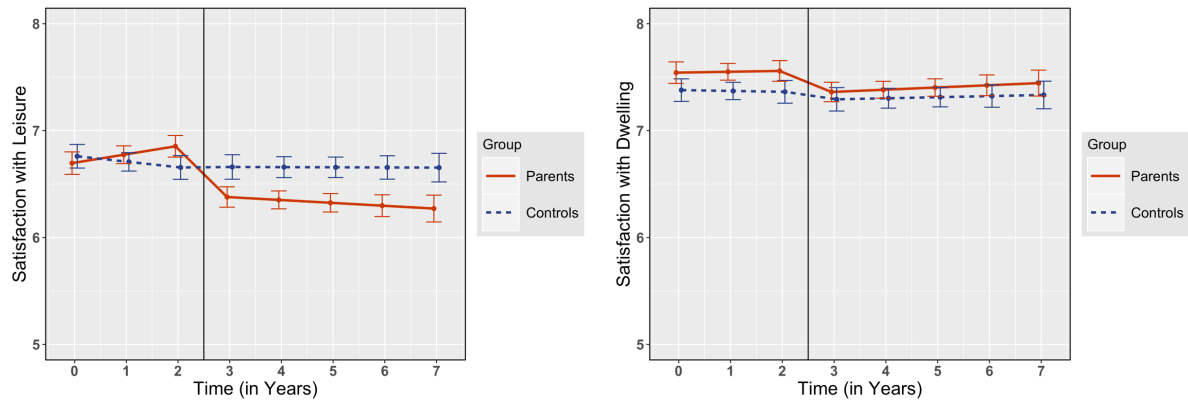 Satisfaction with Leisure
8
7
6
5
0 1 2 3 4 5 6 7
Time (in Years)
Group
Parents
Controls
Satisfaction with Dwelling
8
7
6
5
0 1 2 3 4 5 6 7
Time (in Years)
Group
Parents
Controls